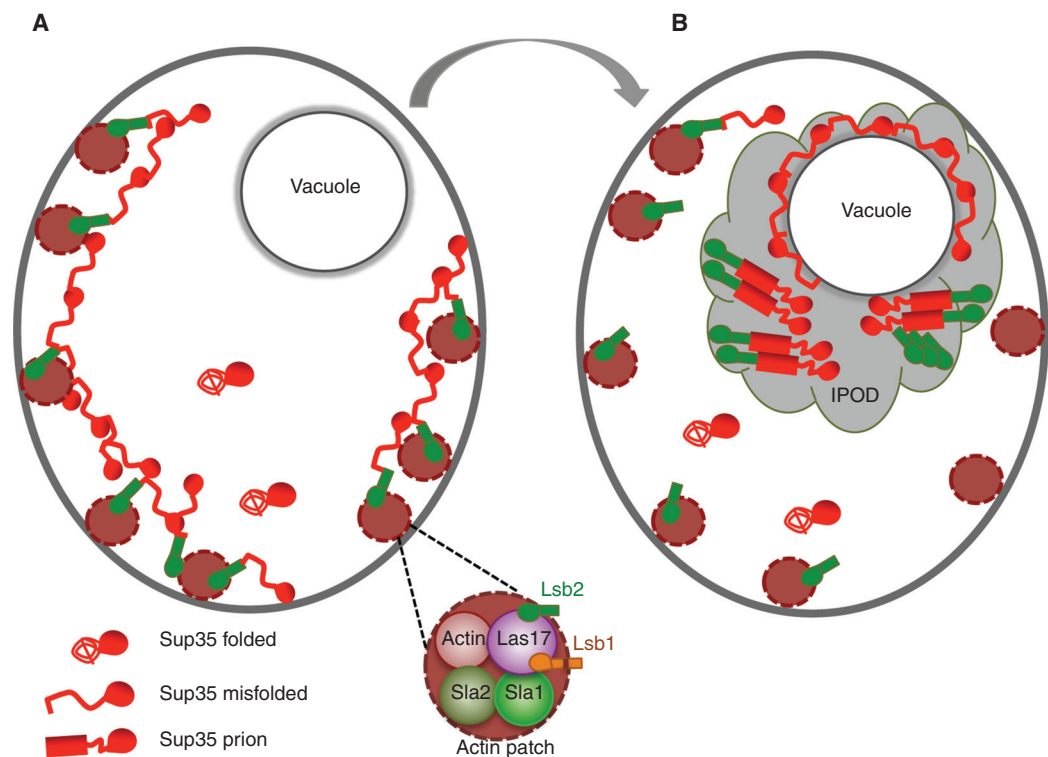 A
B
Vacuole
Vacuole
IPOD
Lsb2
Actin
Las17
Lsb1
Sla2
Sla1
Actin patch
Sup35 folded
Sup35 misfolded
Sup35 prion